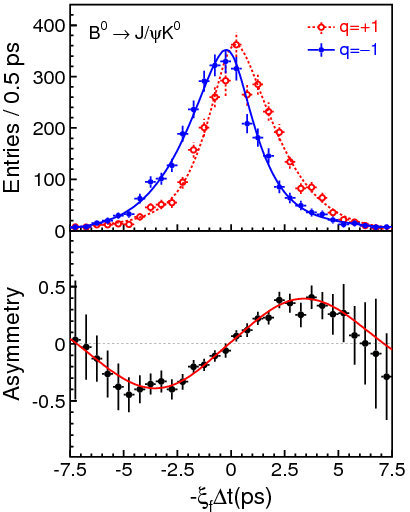 400
300
200
100
0
Entries / 0.5 ps
B⁰ → J/ψK⁰
q=+1
q=−1
0.5
0
-0.5
Asymmetry
-7.5 -5 -2.5 0 2.5 5 7.5
-ξfΔt(ps)